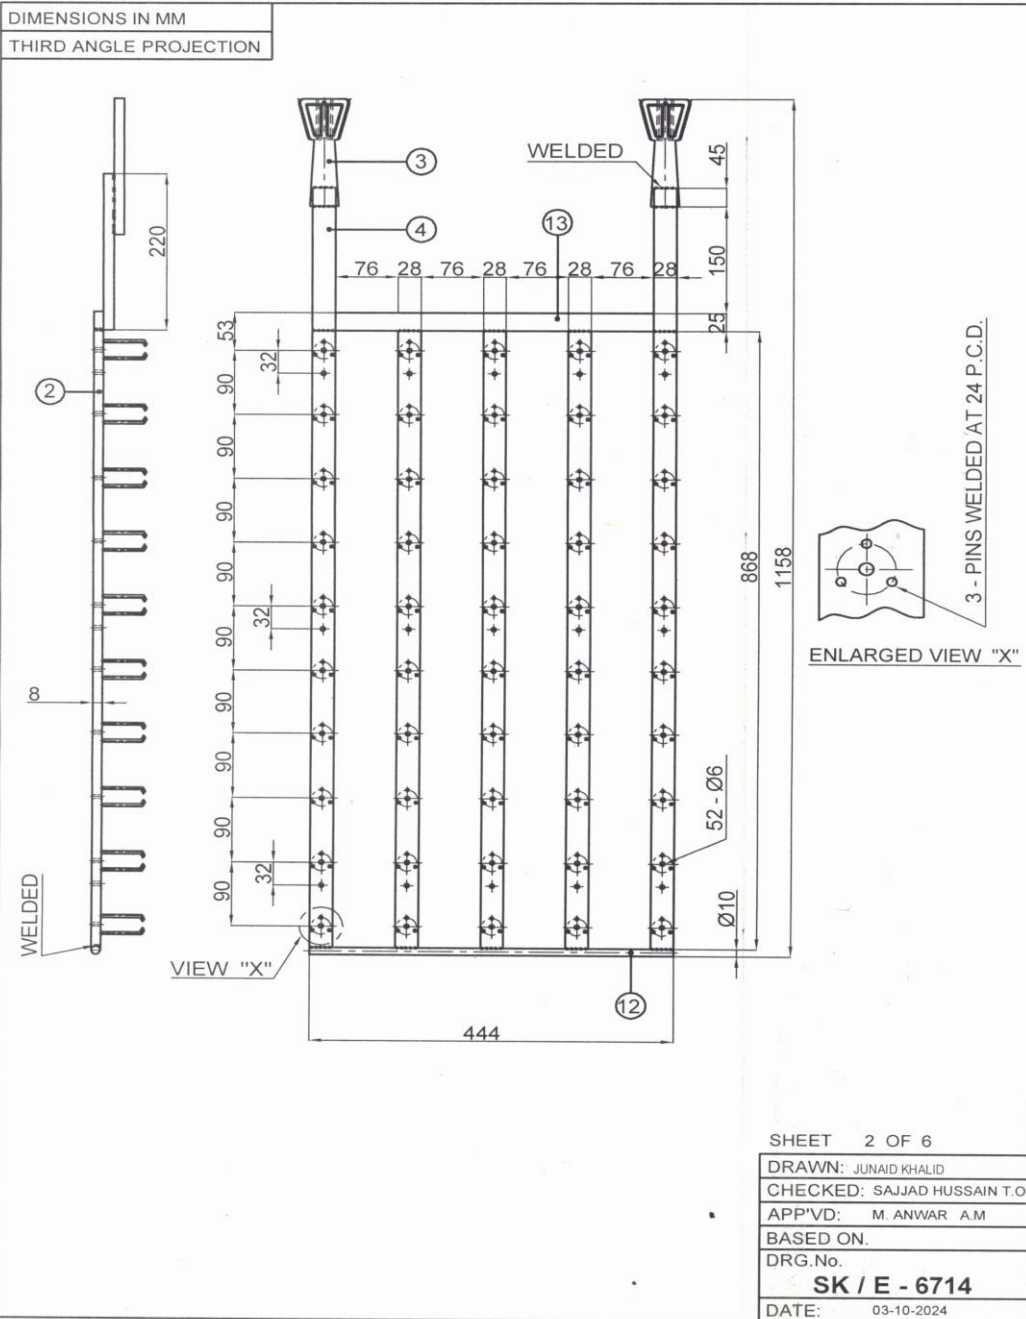 DIMENSIONS IN MM
THIRD ANGLE PROJECTION
WELDED
45
3
4
13
220
150
76 28 76 28 76 28 76 28
25
53
32
90
2
90
90
90
90
32
90
90
90
90
90
32
8
868
1158
3 - PINS WELDED AT 24 P.C.D.
ENLARGED VIEW "X"
52 - Ø6
Ø10
WELDED
VIEW "X"
12
444
SHEET 2 OF 6
DRAWN: JUNAID KHALID
CHECKED: SAJJAD HUSSAIN T.O
APP'VD: M. ANWAR A.M
BASED ON.
DRG.No.
SK / E - 6714
DATE: 03-10-2024